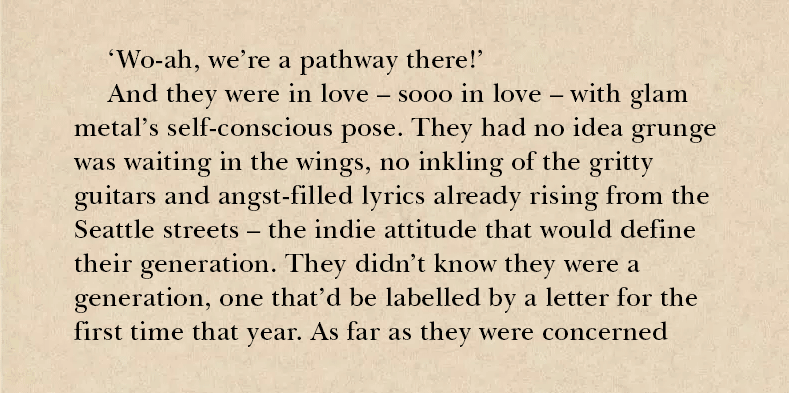 ‘Wo-ah, we’re a pathway there!’
And they were in love – sooo in love – with glam
metal’s self-conscious pose. They had no idea grunge
was waiting in the wings, no inkling of the gritty
guitars and angst-filled lyrics already rising from the
Seattle streets – the indie attitude that would define
their generation. They didn’t know they were a
generation, one that’d be labelled by a letter for the
first time that year. As far as they were concerned